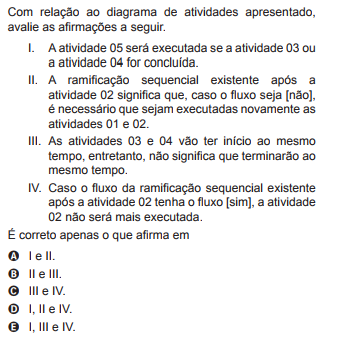 Com relação ao diagrama de atividades apresentado,
avalie as afirmações a seguir.
I. A atividade 05 será executada se a atividade 03 ou
a atividade 04 for concluída.
II. A ramificação sequencial existente após a
atividade 02 significa que, caso o fluxo seja [não],
é necessário que sejam executadas novamente as
atividades 01 e 02.
III. As atividades 03 e 04 vão ter início ao mesmo
tempo, entretanto, não significa que terminarão ao
mesmo tempo.
IV. Caso o fluxo da ramificação sequencial existente
após a atividade 02 tenha o fluxo [sim], a atividade
02 não será mais executada.
É correto apenas o que afirma em
A I e II.
B II e III.
C III e IV.
D I, II e IV.
E I, III e IV.